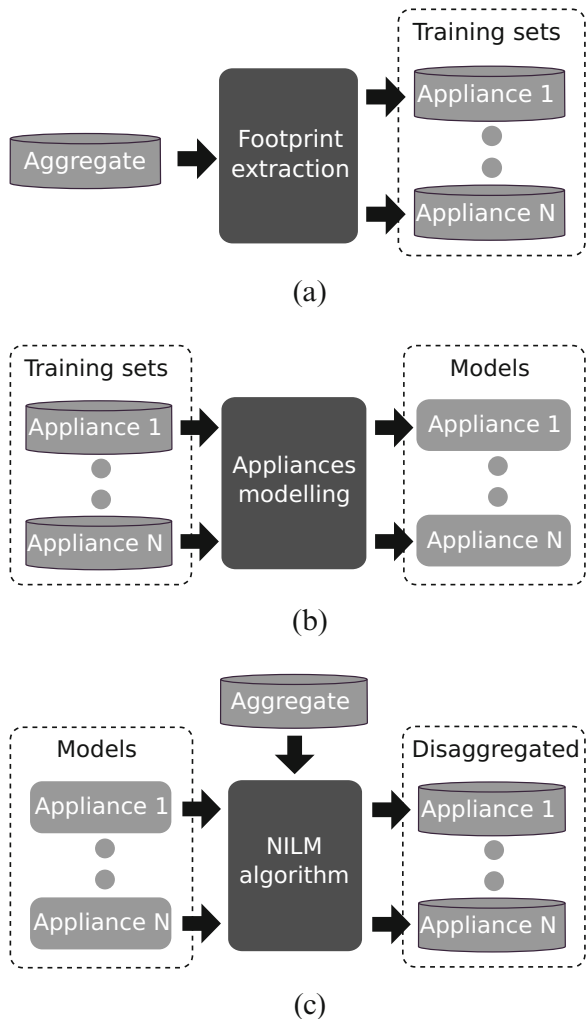 Training sets
Appliance 1
Aggregate
Footprint
extraction
Appliance N
(a)
Training sets
Models
Appliance 1
Appliance 1
Appliances
modelling
Appliance N
Appliance N
(b)
Aggregate
Models
Disaggregated
Appliance 1
Appliance 1
NILM
algorithm
Appliance N
Appliance N
(c)